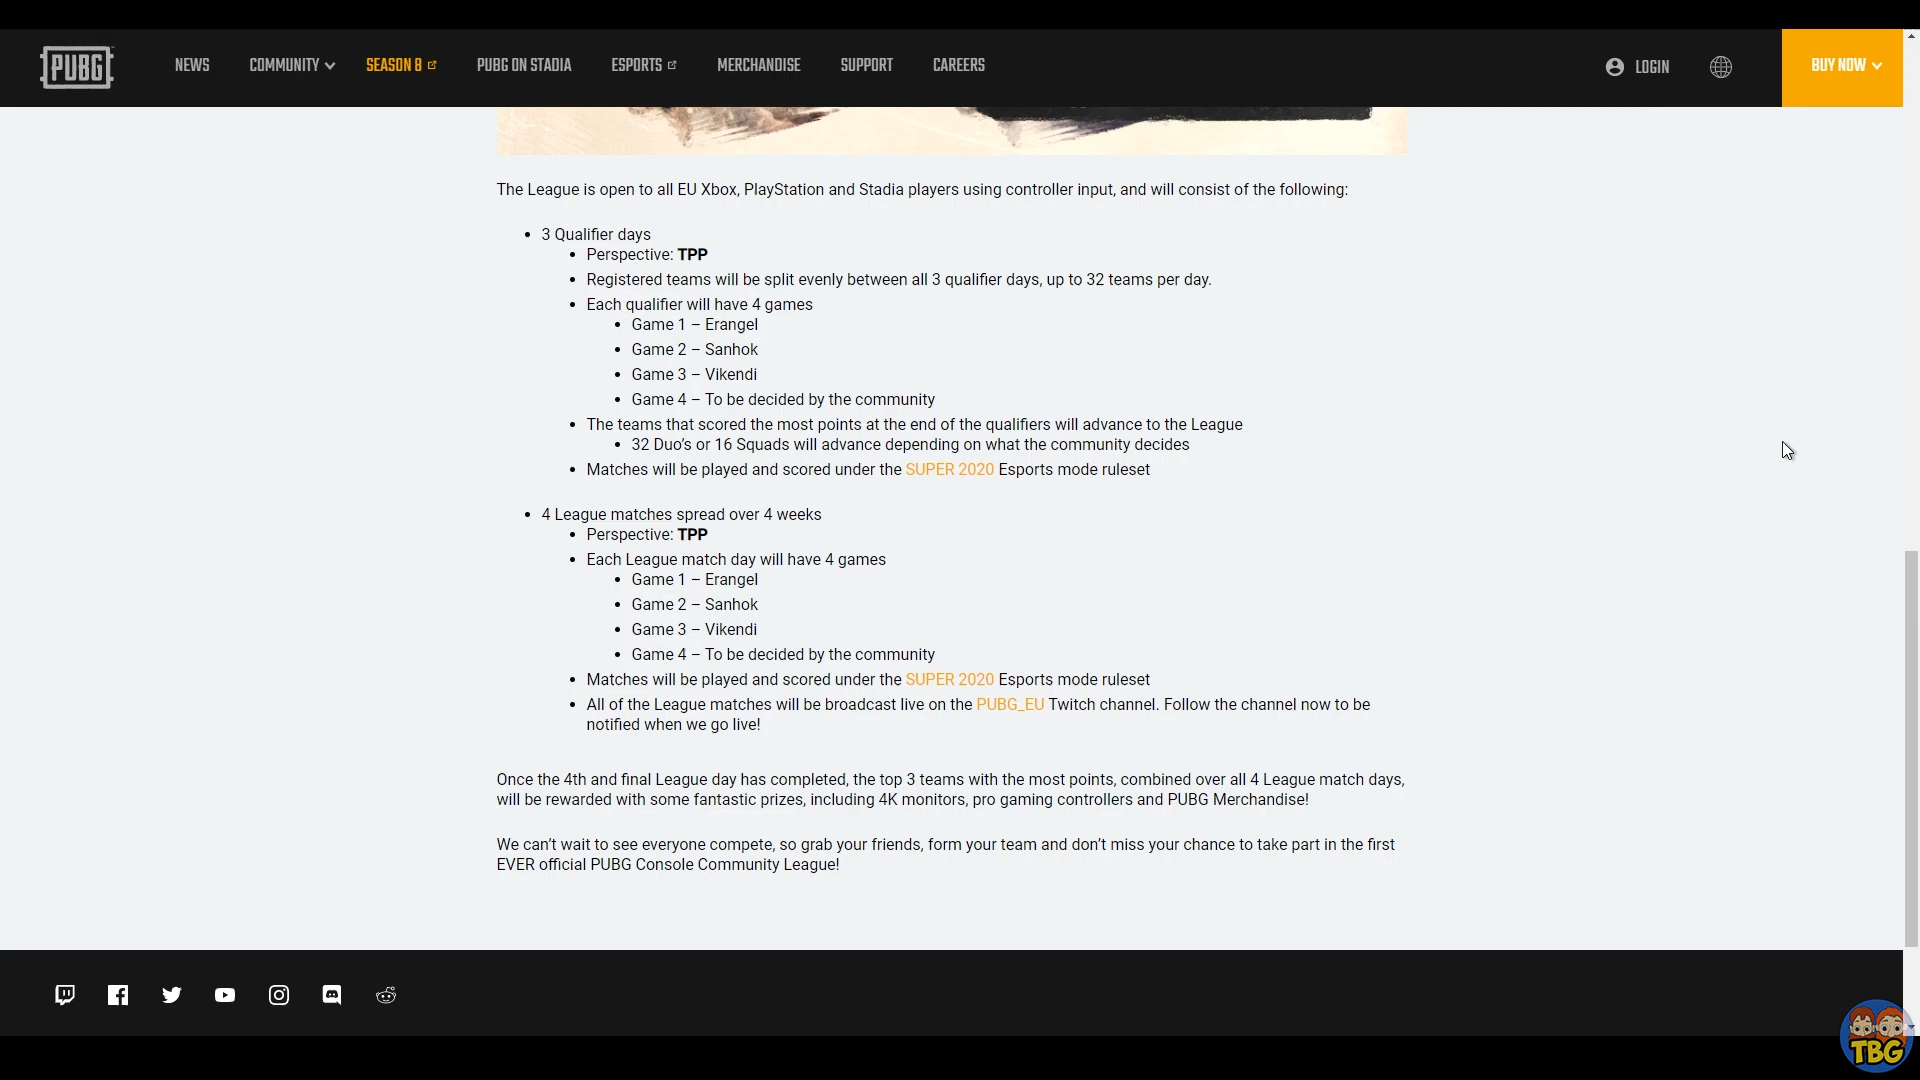 PUBG
NEWS
COMMUNITY
SEASON 8
PUBG ON STADIA
ESPORTS
MERCHANDISE
SUPPORT
CAREERS
LOGIN
BUY NOW
The League is open to all EU Xbox, PlayStation and Stadia players using controller input, and will consist of the following:
• 3 Qualifier days
• Perspective: TPP
• Registered teams will be split evenly between all 3 qualifier days, up to 32 teams per day.
• Each qualifier will have 4 games
• Game 1 – Erangel
• Game 2 – Sanhok
• Game 3 – Vikendi
• Game 4 – To be decided by the community
• The teams that scored the most points at the end of the qualifiers will advance to the League
• 32 Duo’s or 16 Squads will advance depending on what the community decides
• Matches will be played and scored under the SUPER 2020 Esports mode ruleset
• 4 League matches spread over 4 weeks
• Perspective: TPP
• Each League match day will have 4 games
• Game 1 – Erangel
• Game 2 – Sanhok
• Game 3 – Vikendi
• Game 4 – To be decided by the community
• Matches will be played and scored under the SUPER 2020 Esports mode ruleset
• All of the League matches will be broadcast live on the PUBG_EU Twitch channel. Follow the channel now to be
notified when we go live!
Once the 4th and final League day has completed, the top 3 teams with the most points, combined over all 4 League match days,
will be rewarded with some fantastic prizes, including 4K monitors, pro gaming controllers and PUBG Merchandise!
We can’t wait to see everyone compete, so grab your friends, form your team and don’t miss your chance to take part in the first
EVER official PUBG Console Community League!
TBG